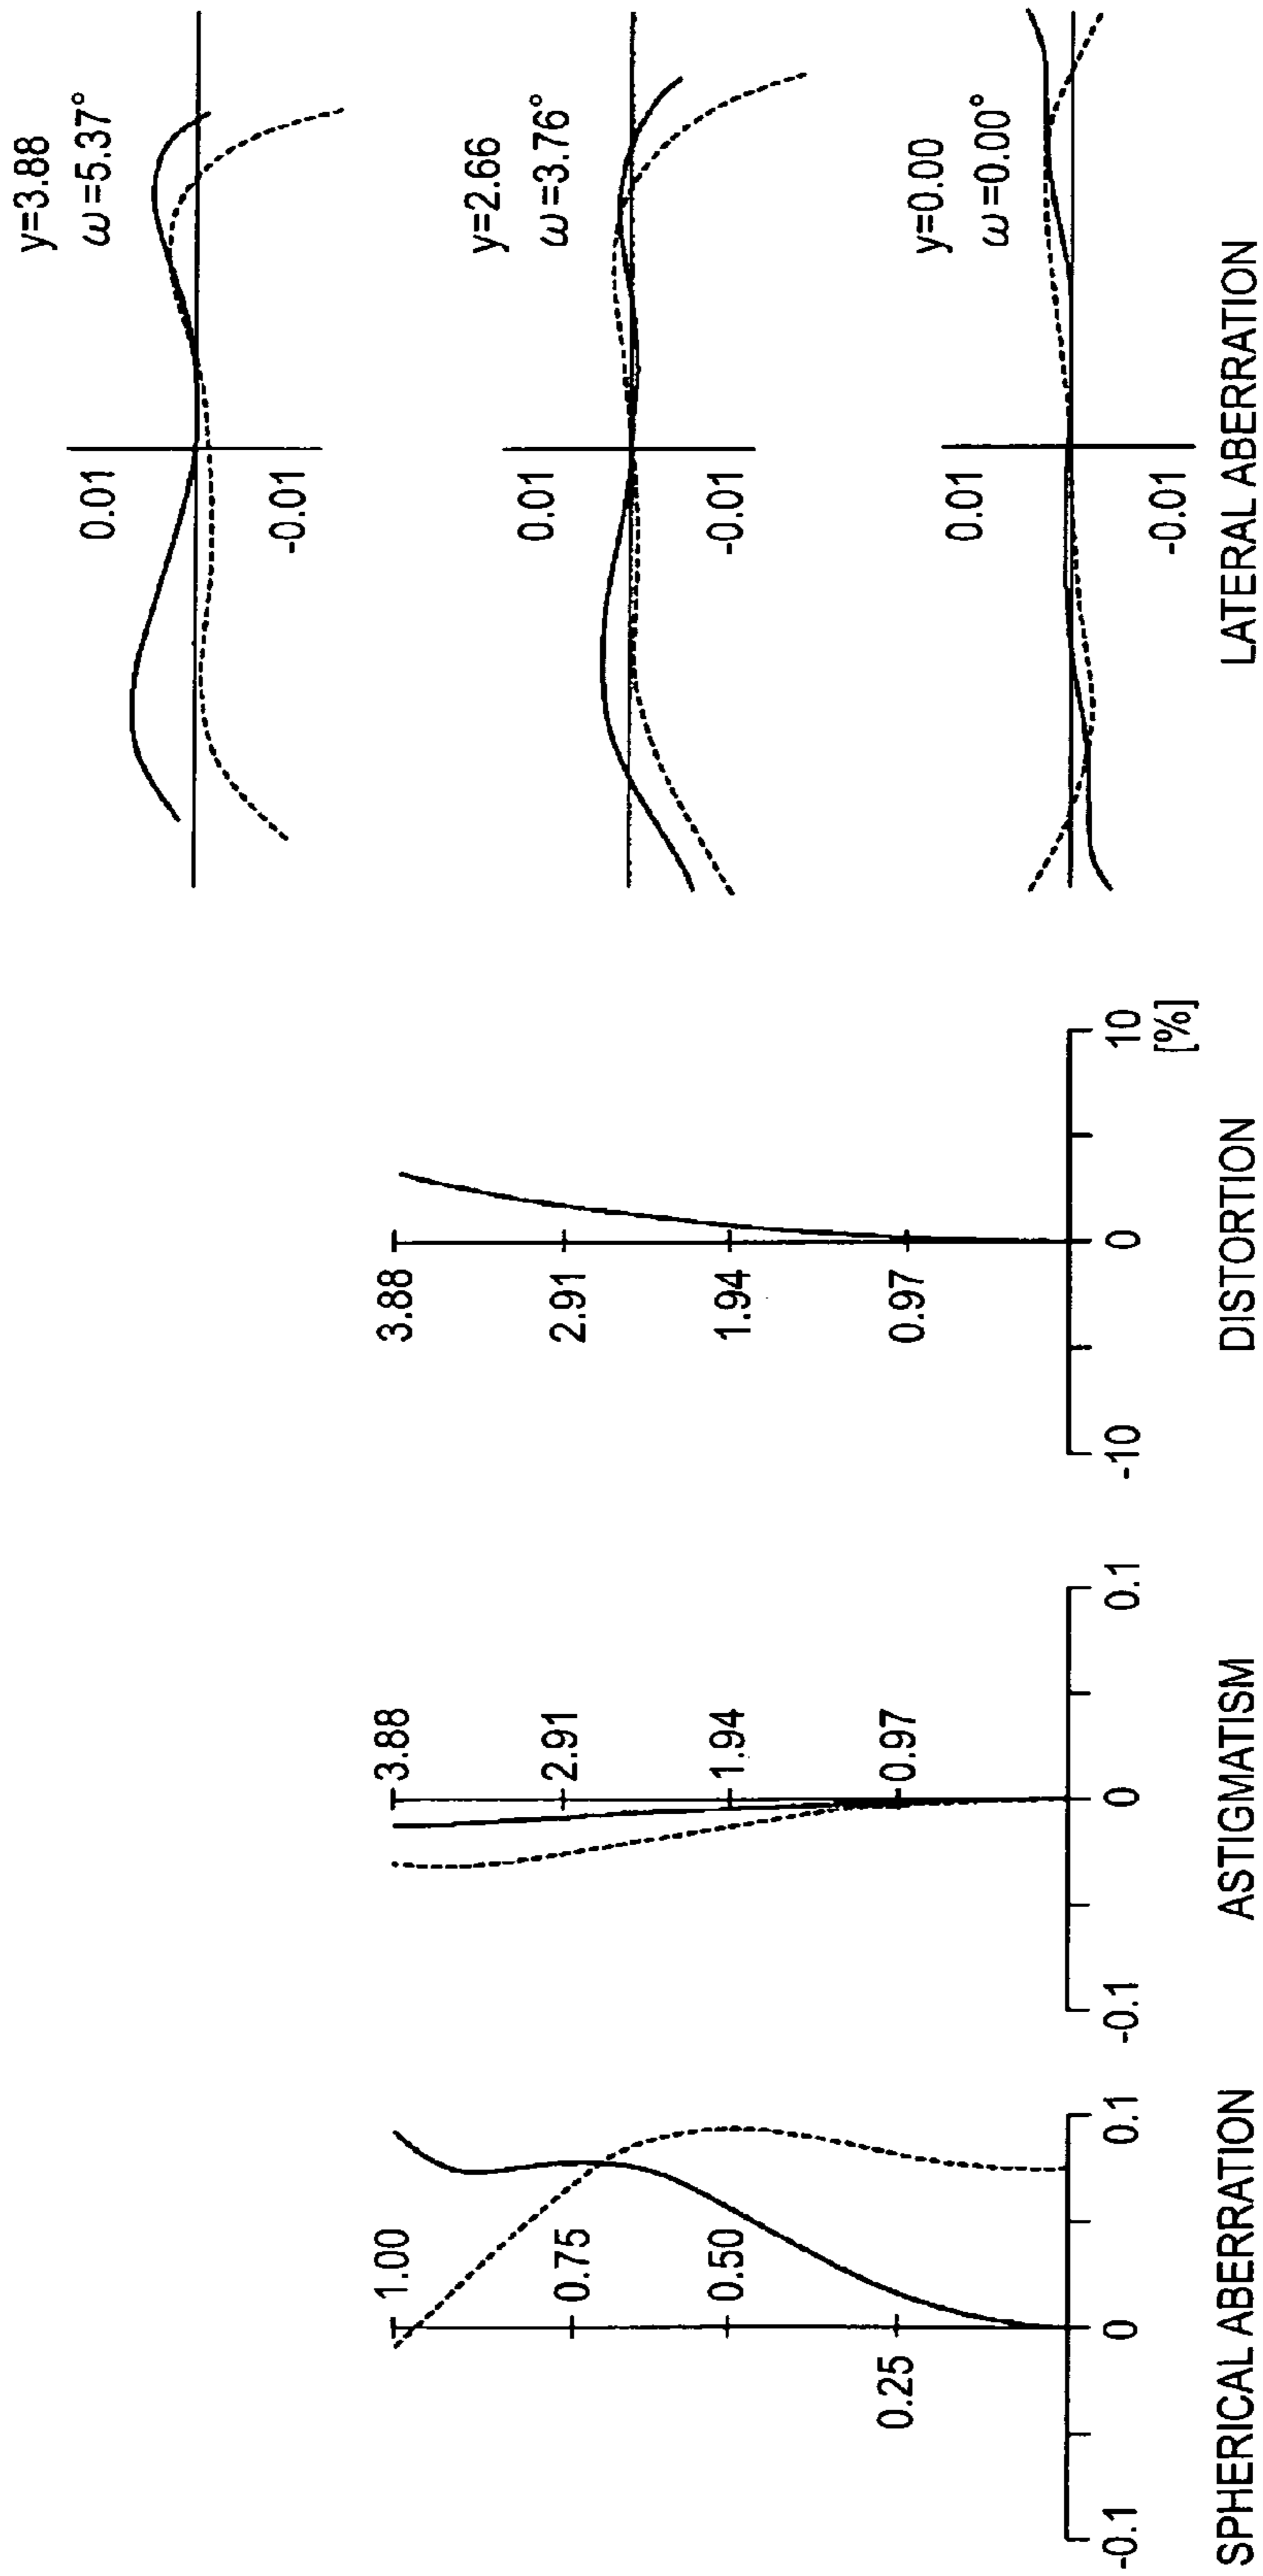 SPHERICAL ABERRATION
1.00
0.75
0.50
0.25
-0.1
0
0.1
ASTIGMATISM
3.88
2.91
1.94
0.97
-0.1
0
0.1
DISTORTION
3.88
2.91
1.94
0.97
-10
0
10
[%]
LATERAL ABERRATION
y=3.88
ω=5.37°
0.01
-0.01
y=2.66
ω=3.76°
0.01
-0.01
y=0.00
ω=0.00°
0.01
-0.01